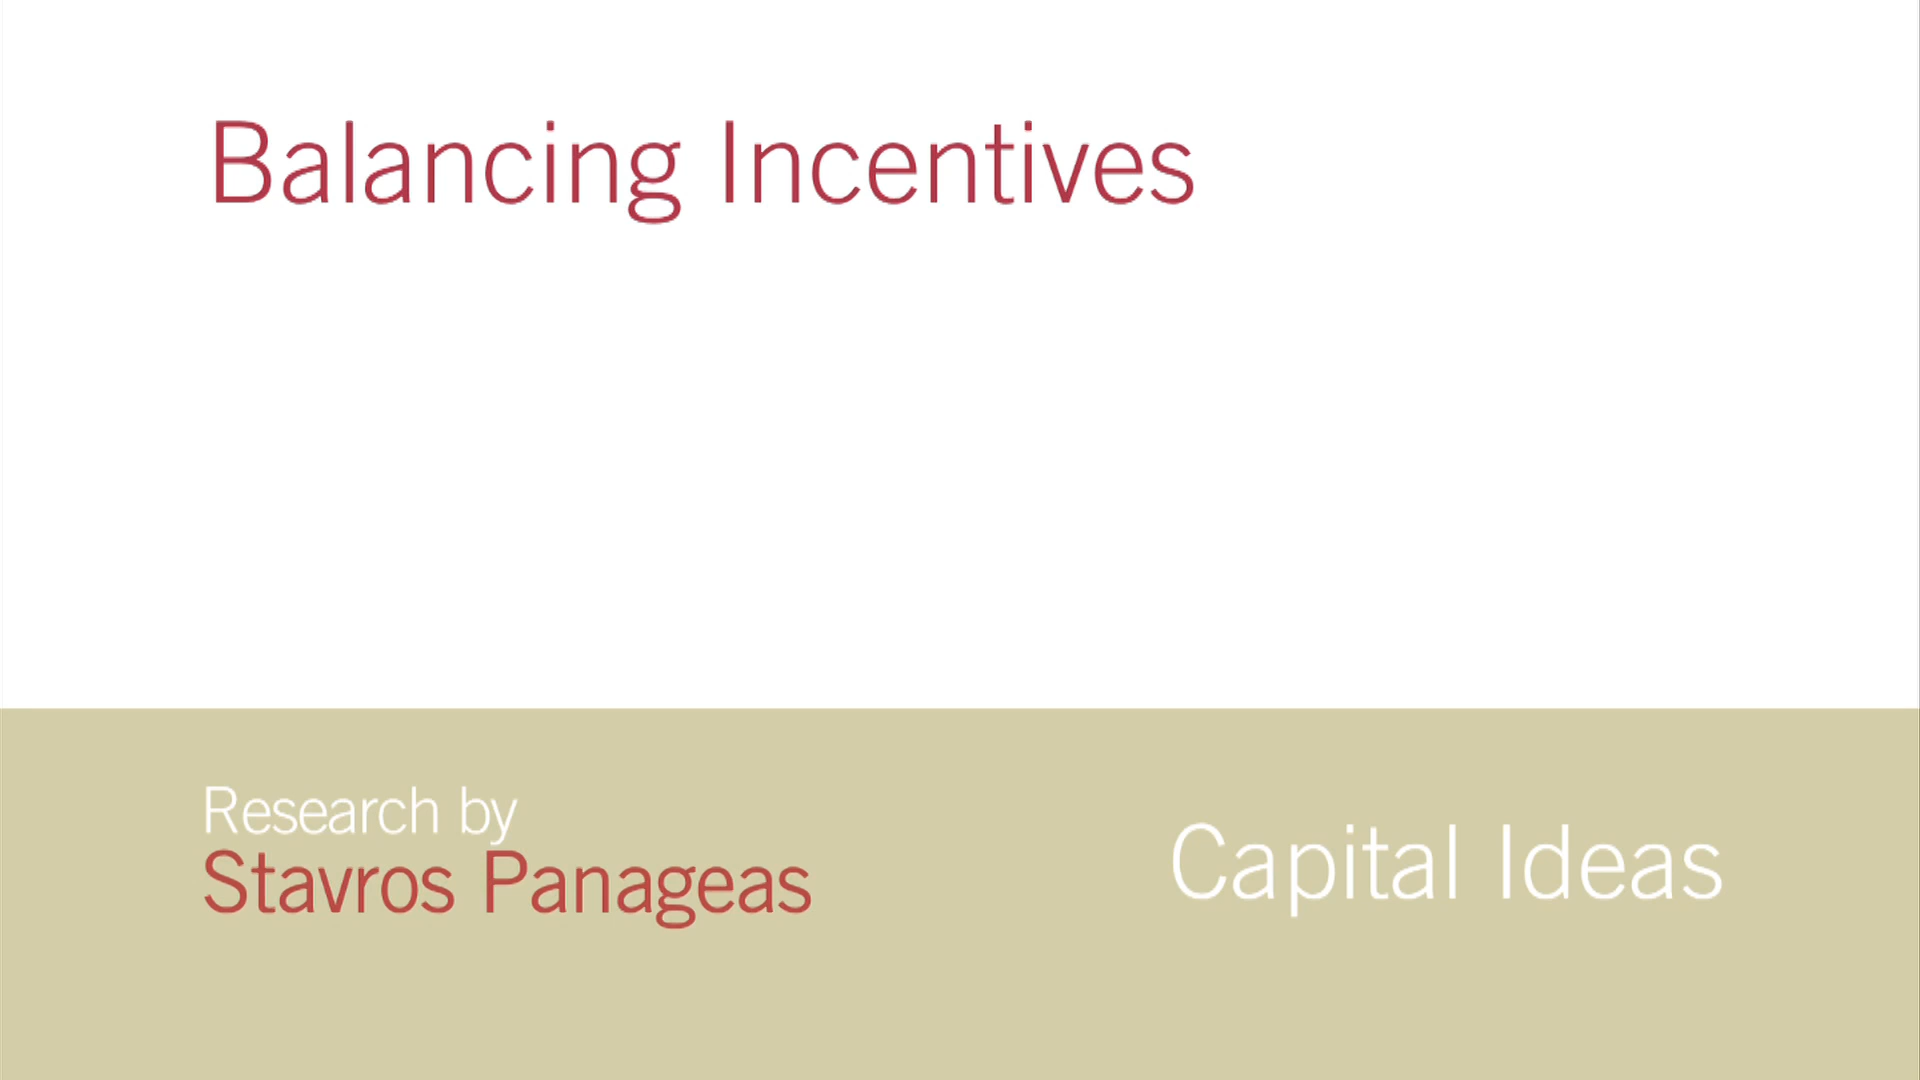 Balancing Incentives
Research by
Stavros Panageas
Capital Ideas